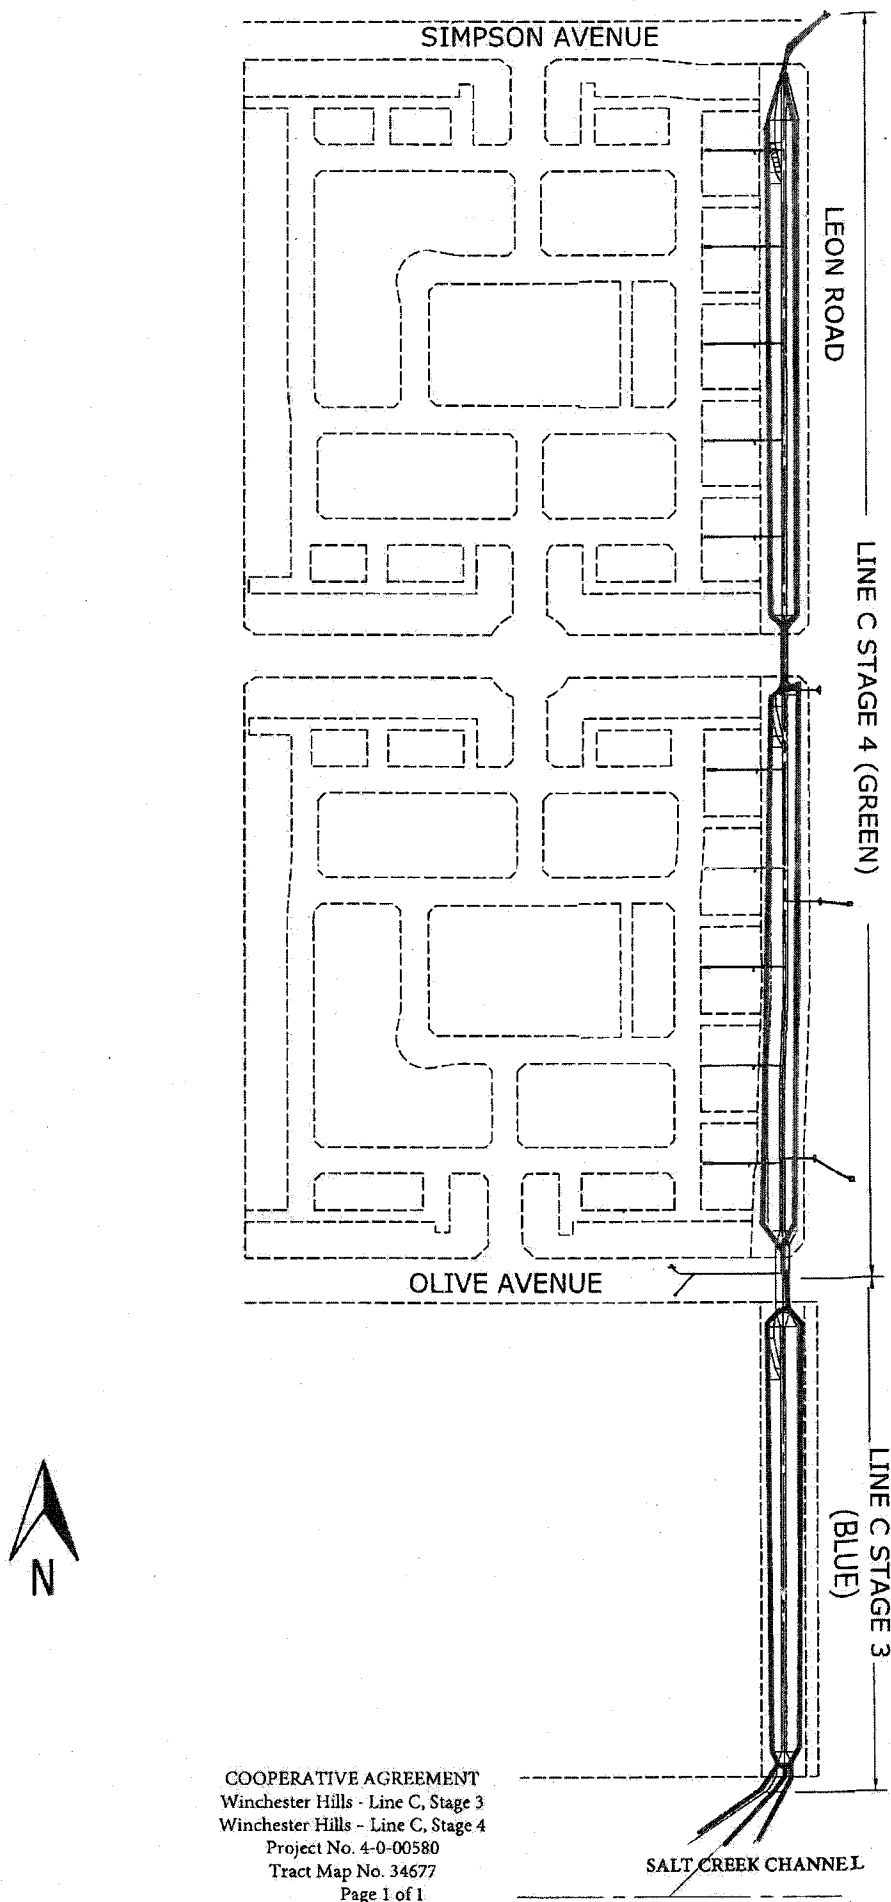 SIMPSON AVENUE
LEON ROAD
LINE C STAGE 4 (GREEN)
OLIVE AVENUE
LINE C STAGE 3
(BLUE)
N
COOPERATIVE AGREEMENT
Winchester Hills - Line C, Stage 3
Winchester Hills – Line C, Stage 4
Project No. 4-0-00580
Tract Map No. 34677
Page 1 of 1
SALT CREEK CHANNEL